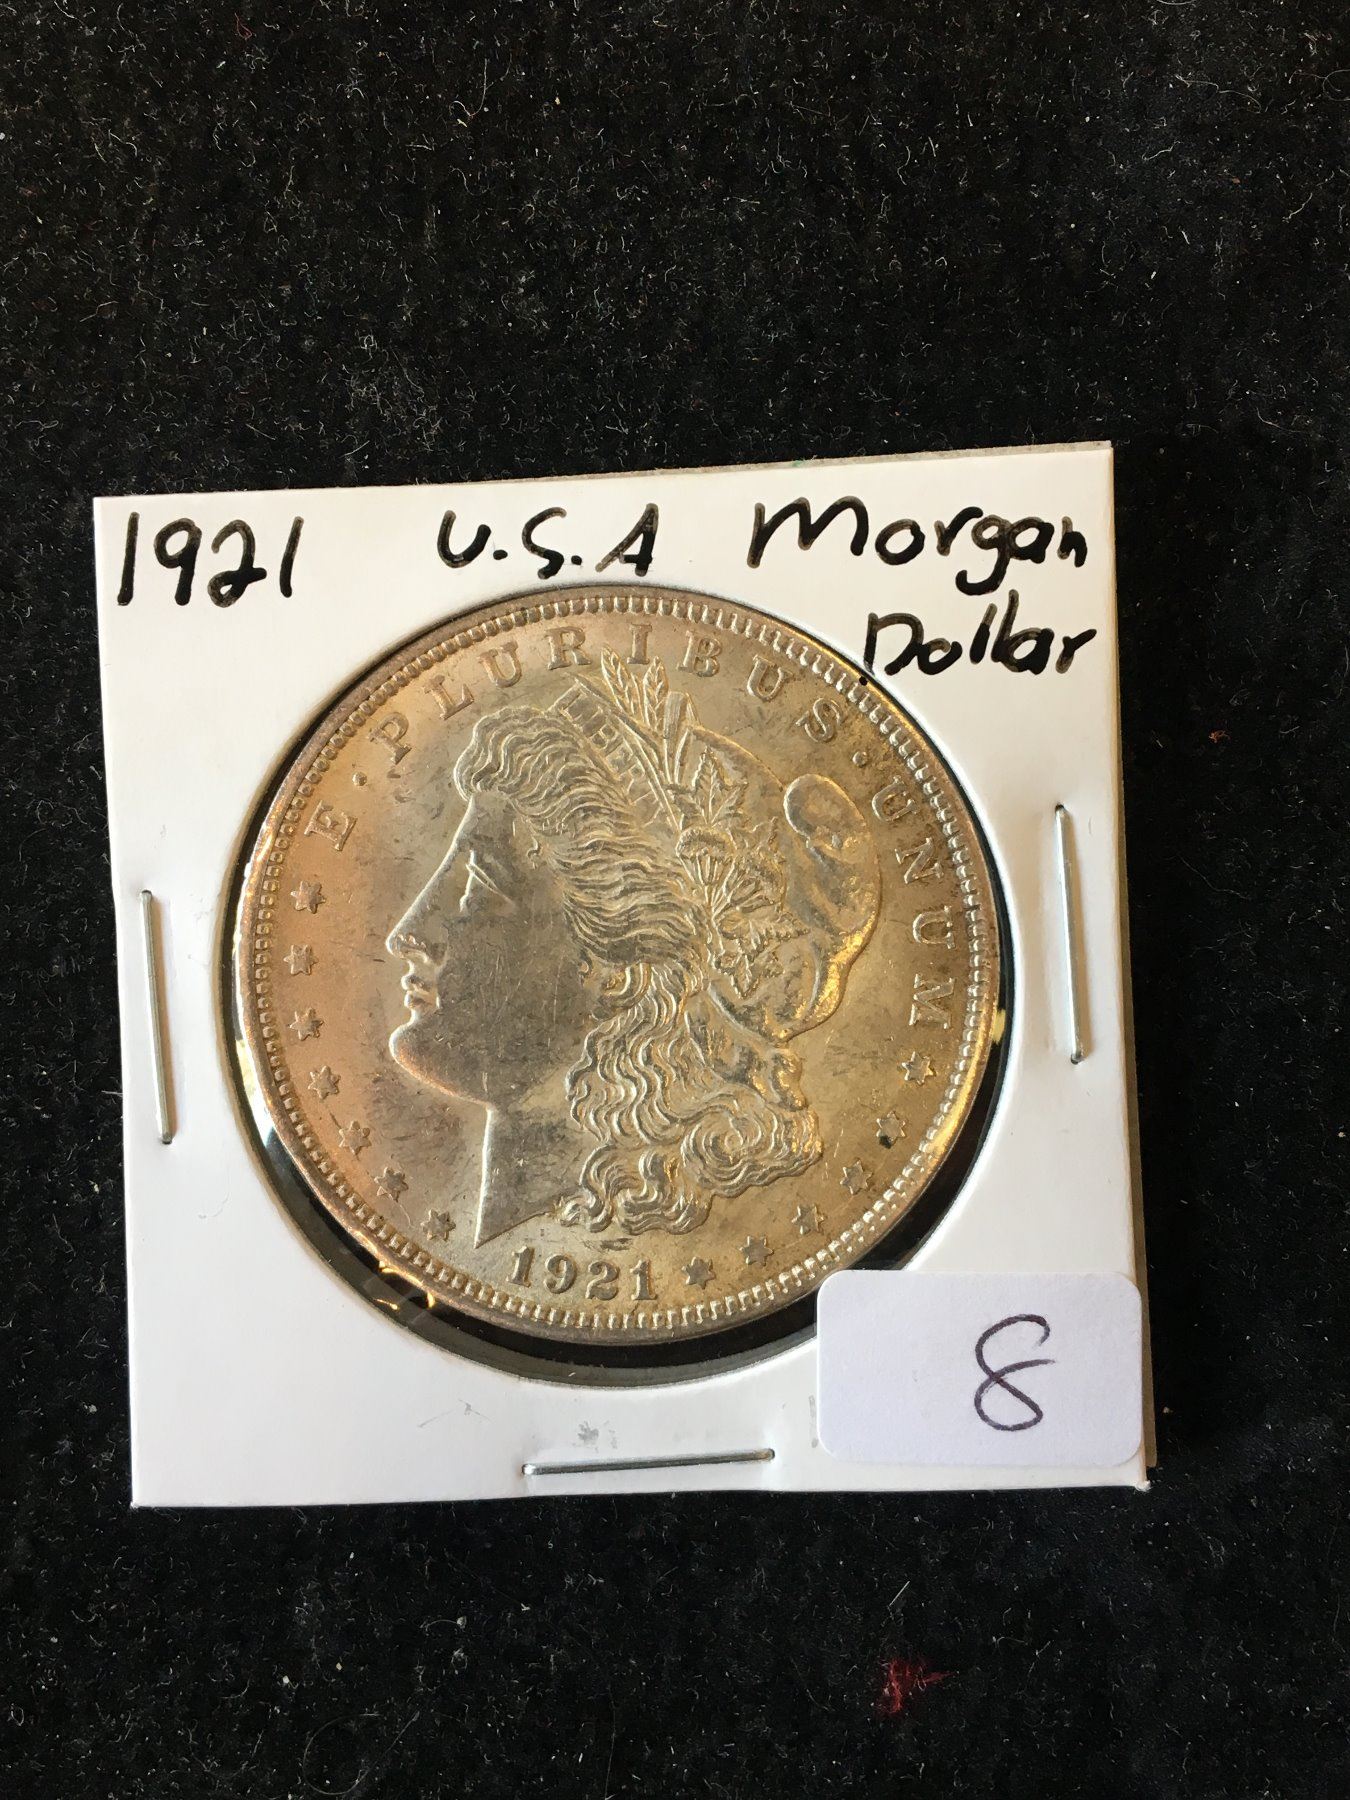 1921 U.S.A Morgan
Dollar
E · PLURIBUS · UNUM
LIBERTY
1921
8